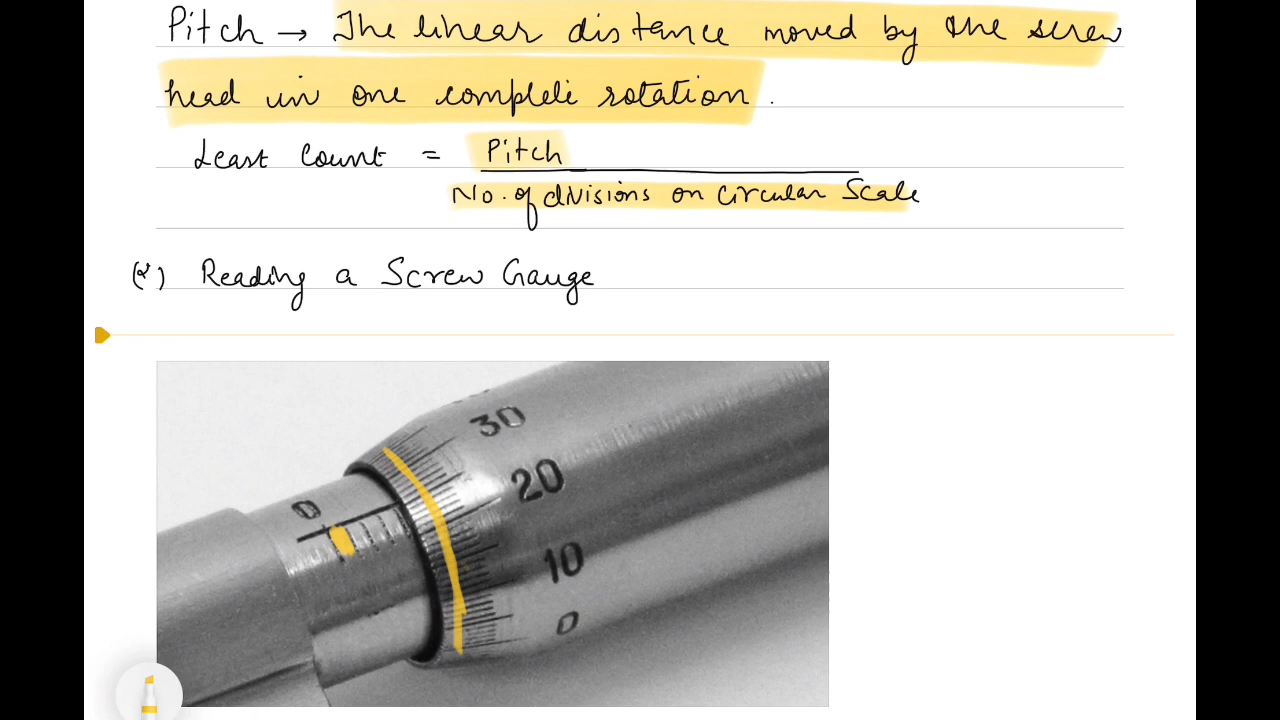 Pitch → The linear distance moved by the screw
head in one complete rotation.
Least Count = Pitch
No. of divisions on Circular Scale
(२) Reading a Screw Gauge
30
20
0
10
0